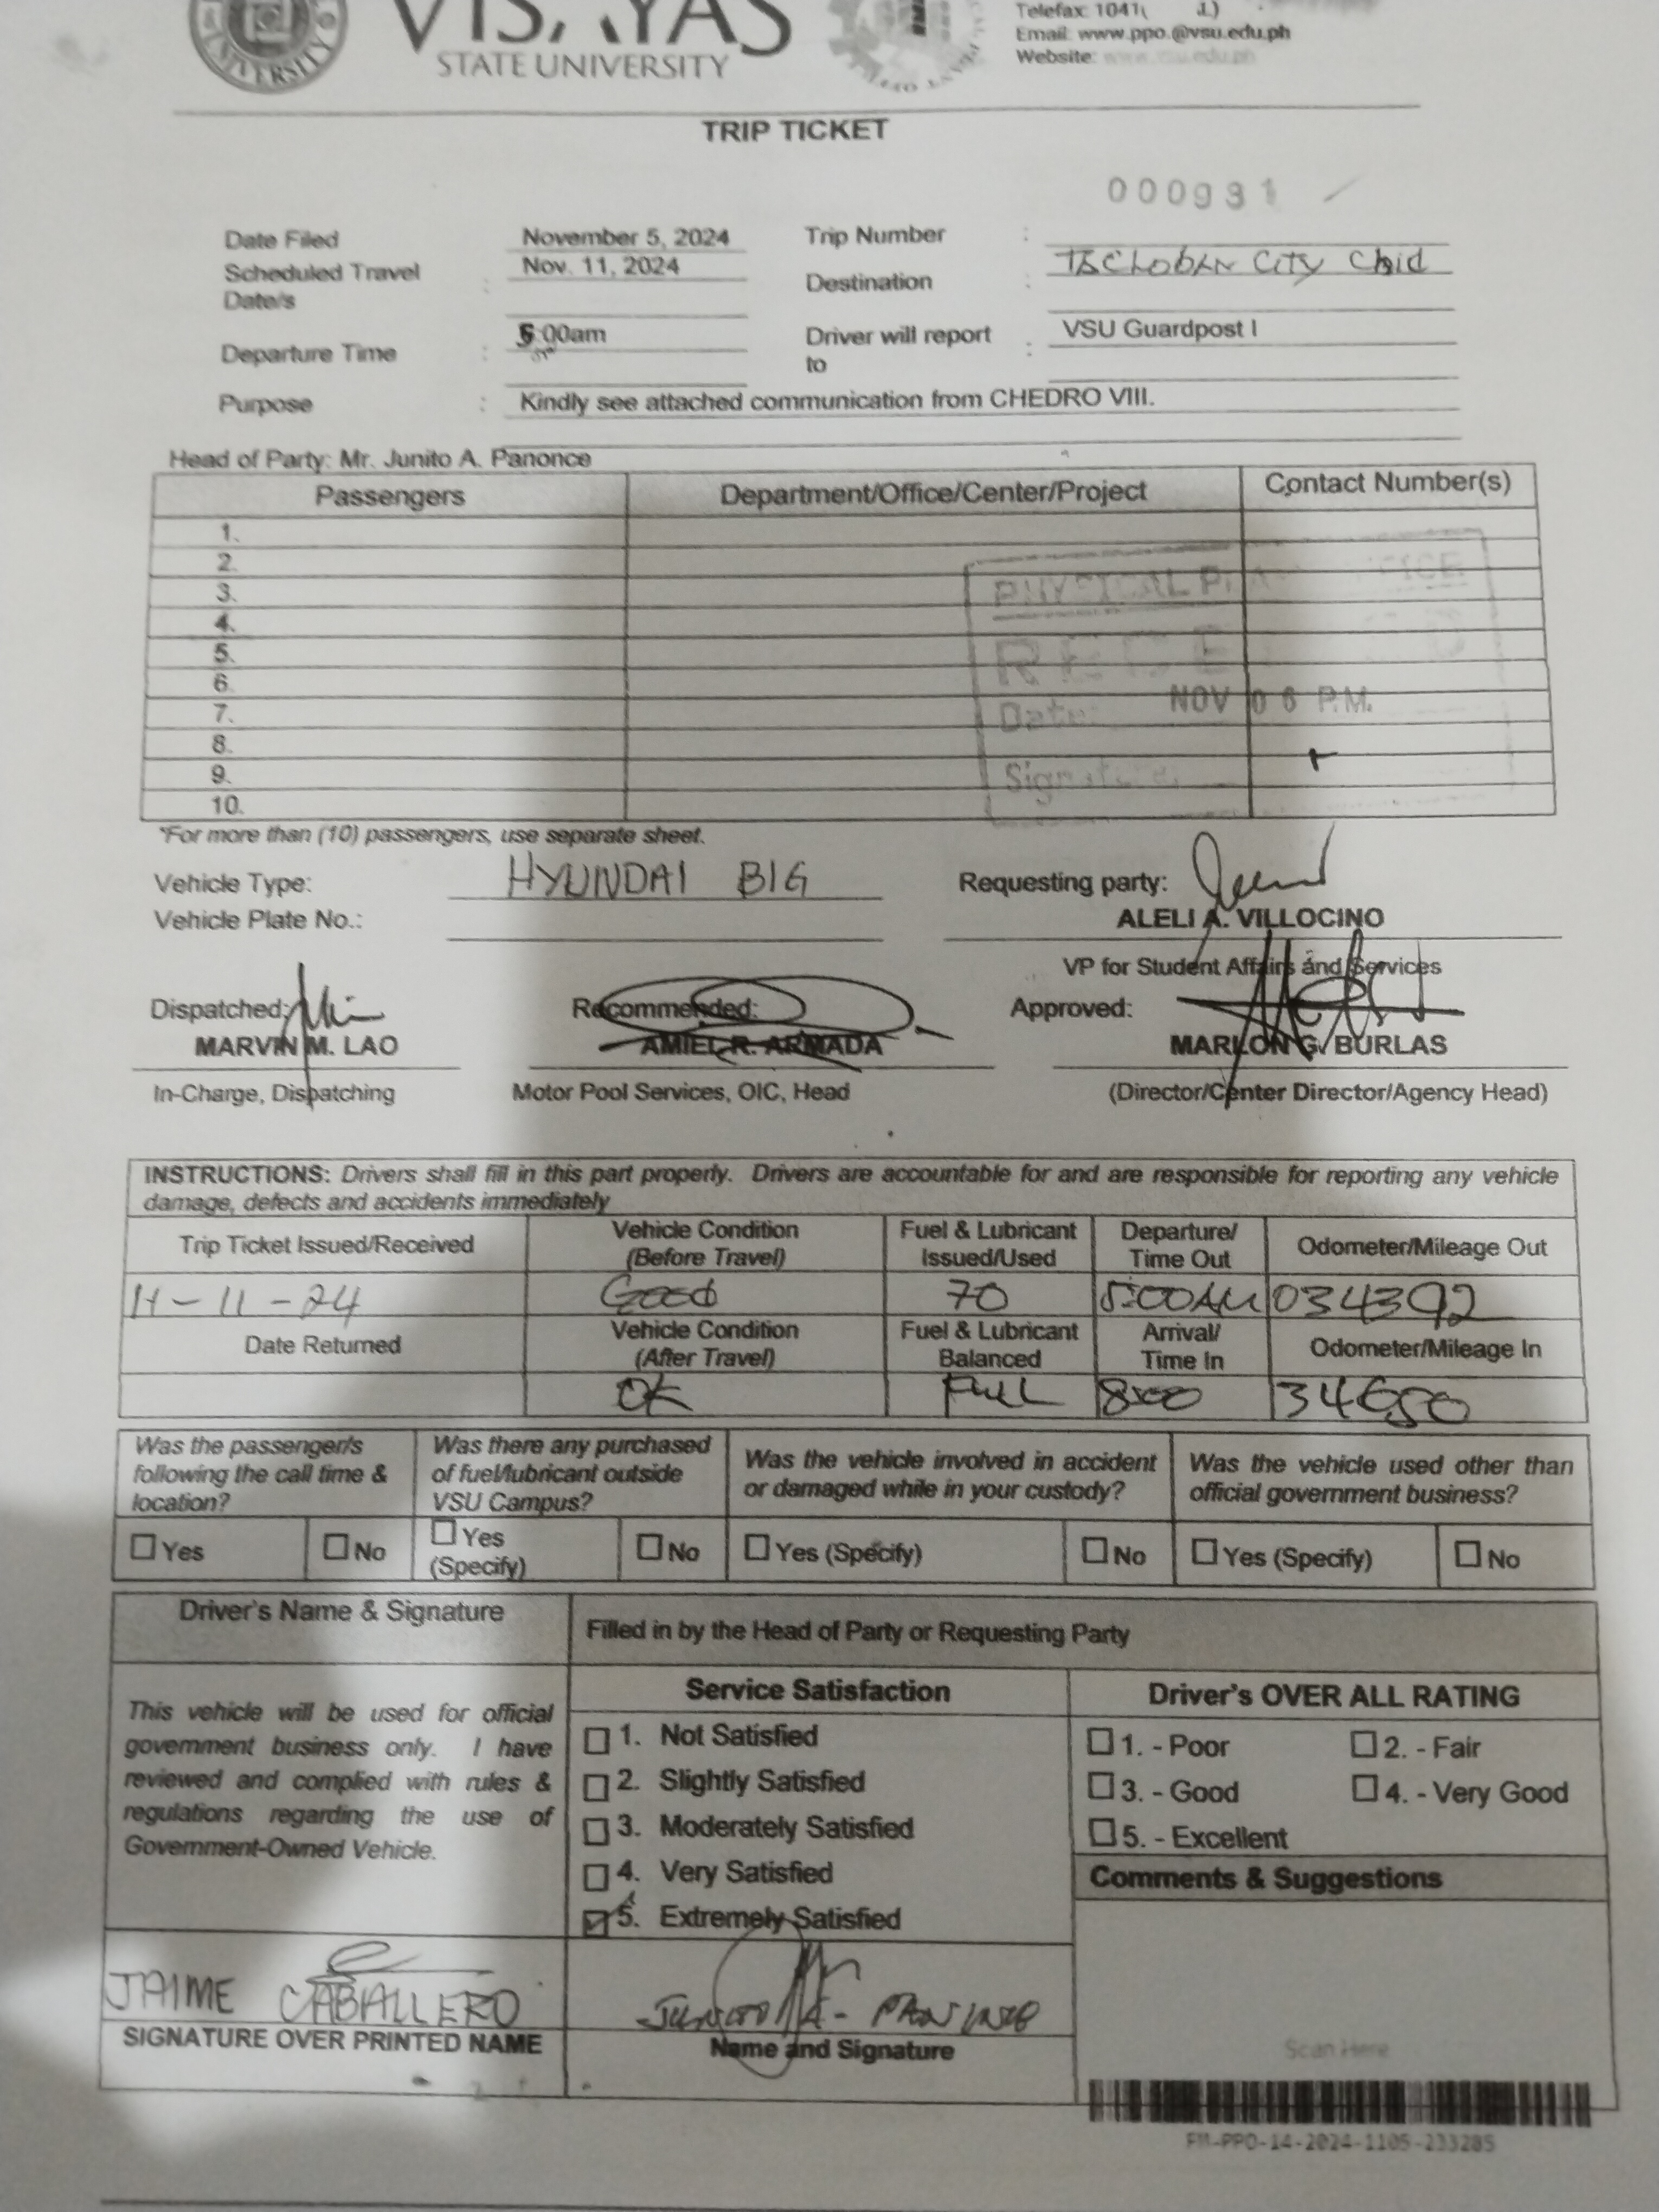 VISAYAS
STATE UNIVERSITY
UNIVERSITY
Telefax: 1041
Email: www.ppo.@vsu.edu.ph
Website: www.vsu.edu.ph
TRIP TICKET
000931
Date Filed November 5, 2024 Trip Number :
Scheduled Travel Date/s : Nov. 11, 2024 Destination : TACLOBAN CITY
Departure Time : 5:00am Driver will report to : VSU Guardpost I
Purpose : Kindly see attached communication from CHEDRO VIII.
Head of Party: Mr. Junito A. Panonce
Passengers Department/Office/Center/Project Contact Number(s)
1.
2.
3.
4.
5.
6.
7.
8.
9.
10.
PHYSICAL
Date: NOV 06 P.M.
Signature
*For more than (10) passengers, use separate sheet.
Vehicle Type: HYUNDAI BIG Requesting party:
Vehicle Plate No.: ALELI A. VILLOCINO
VP for Student Affairs and Services
Dispatched: Recommended: Approved:
MARVIN M. LAO AMIEL R. ARMADA MARLON G. BURLAS
In-Charge, Dispatching Motor Pool Services, OIC, Head (Director/Center Director/Agency Head)
INSTRUCTIONS: Drivers shall fill in this part properly. Drivers are accountable for and are responsible for reporting any vehicle
damage, defects and accidents immediately
Trip Ticket Issued/Received Vehicle Condition (Before Travel) Fuel & Lubricant Issued/Used Departure/ Time Out Odometer/Mileage Out
11-11-24 Good 70 5:00AM 034392
Date Returned Vehicle Condition (After Travel) Fuel & Lubricant Balanced Arrival/ Time In Odometer/Mileage In
OK FULL 8:00
Was the passenger/s following the call time & location? Was there any purchased of fuel/lubricant outside VSU Campus? Was the vehicle involved in accident or damaged while in your custody? Was the vehicle used other than official government business?
Yes No Yes (Specify) No Yes (Specify) No Yes (Specify) No
Driver's Name & Signature Filled in by the Head of Party or Requesting Party
This vehicle will be used for official
government business only. I have
reviewed and complied with rules &
regulations regarding the use of
Government-Owned Vehicle.
Service Satisfaction
1. Not Satisfied
2. Slightly Satisfied
3. Moderately Satisfied
4. Very Satisfied
5. Extremely Satisfied
Driver's OVER ALL RATING
1. - Poor 2. - Fair
3. - Good 4. - Very Good
5. - Excellent
Comments & Suggestions
JAIME CABALLERO
SIGNATURE OVER PRINTED NAME Name and Signature
Scan Here
FM-PPO-14-2024-1105-233285